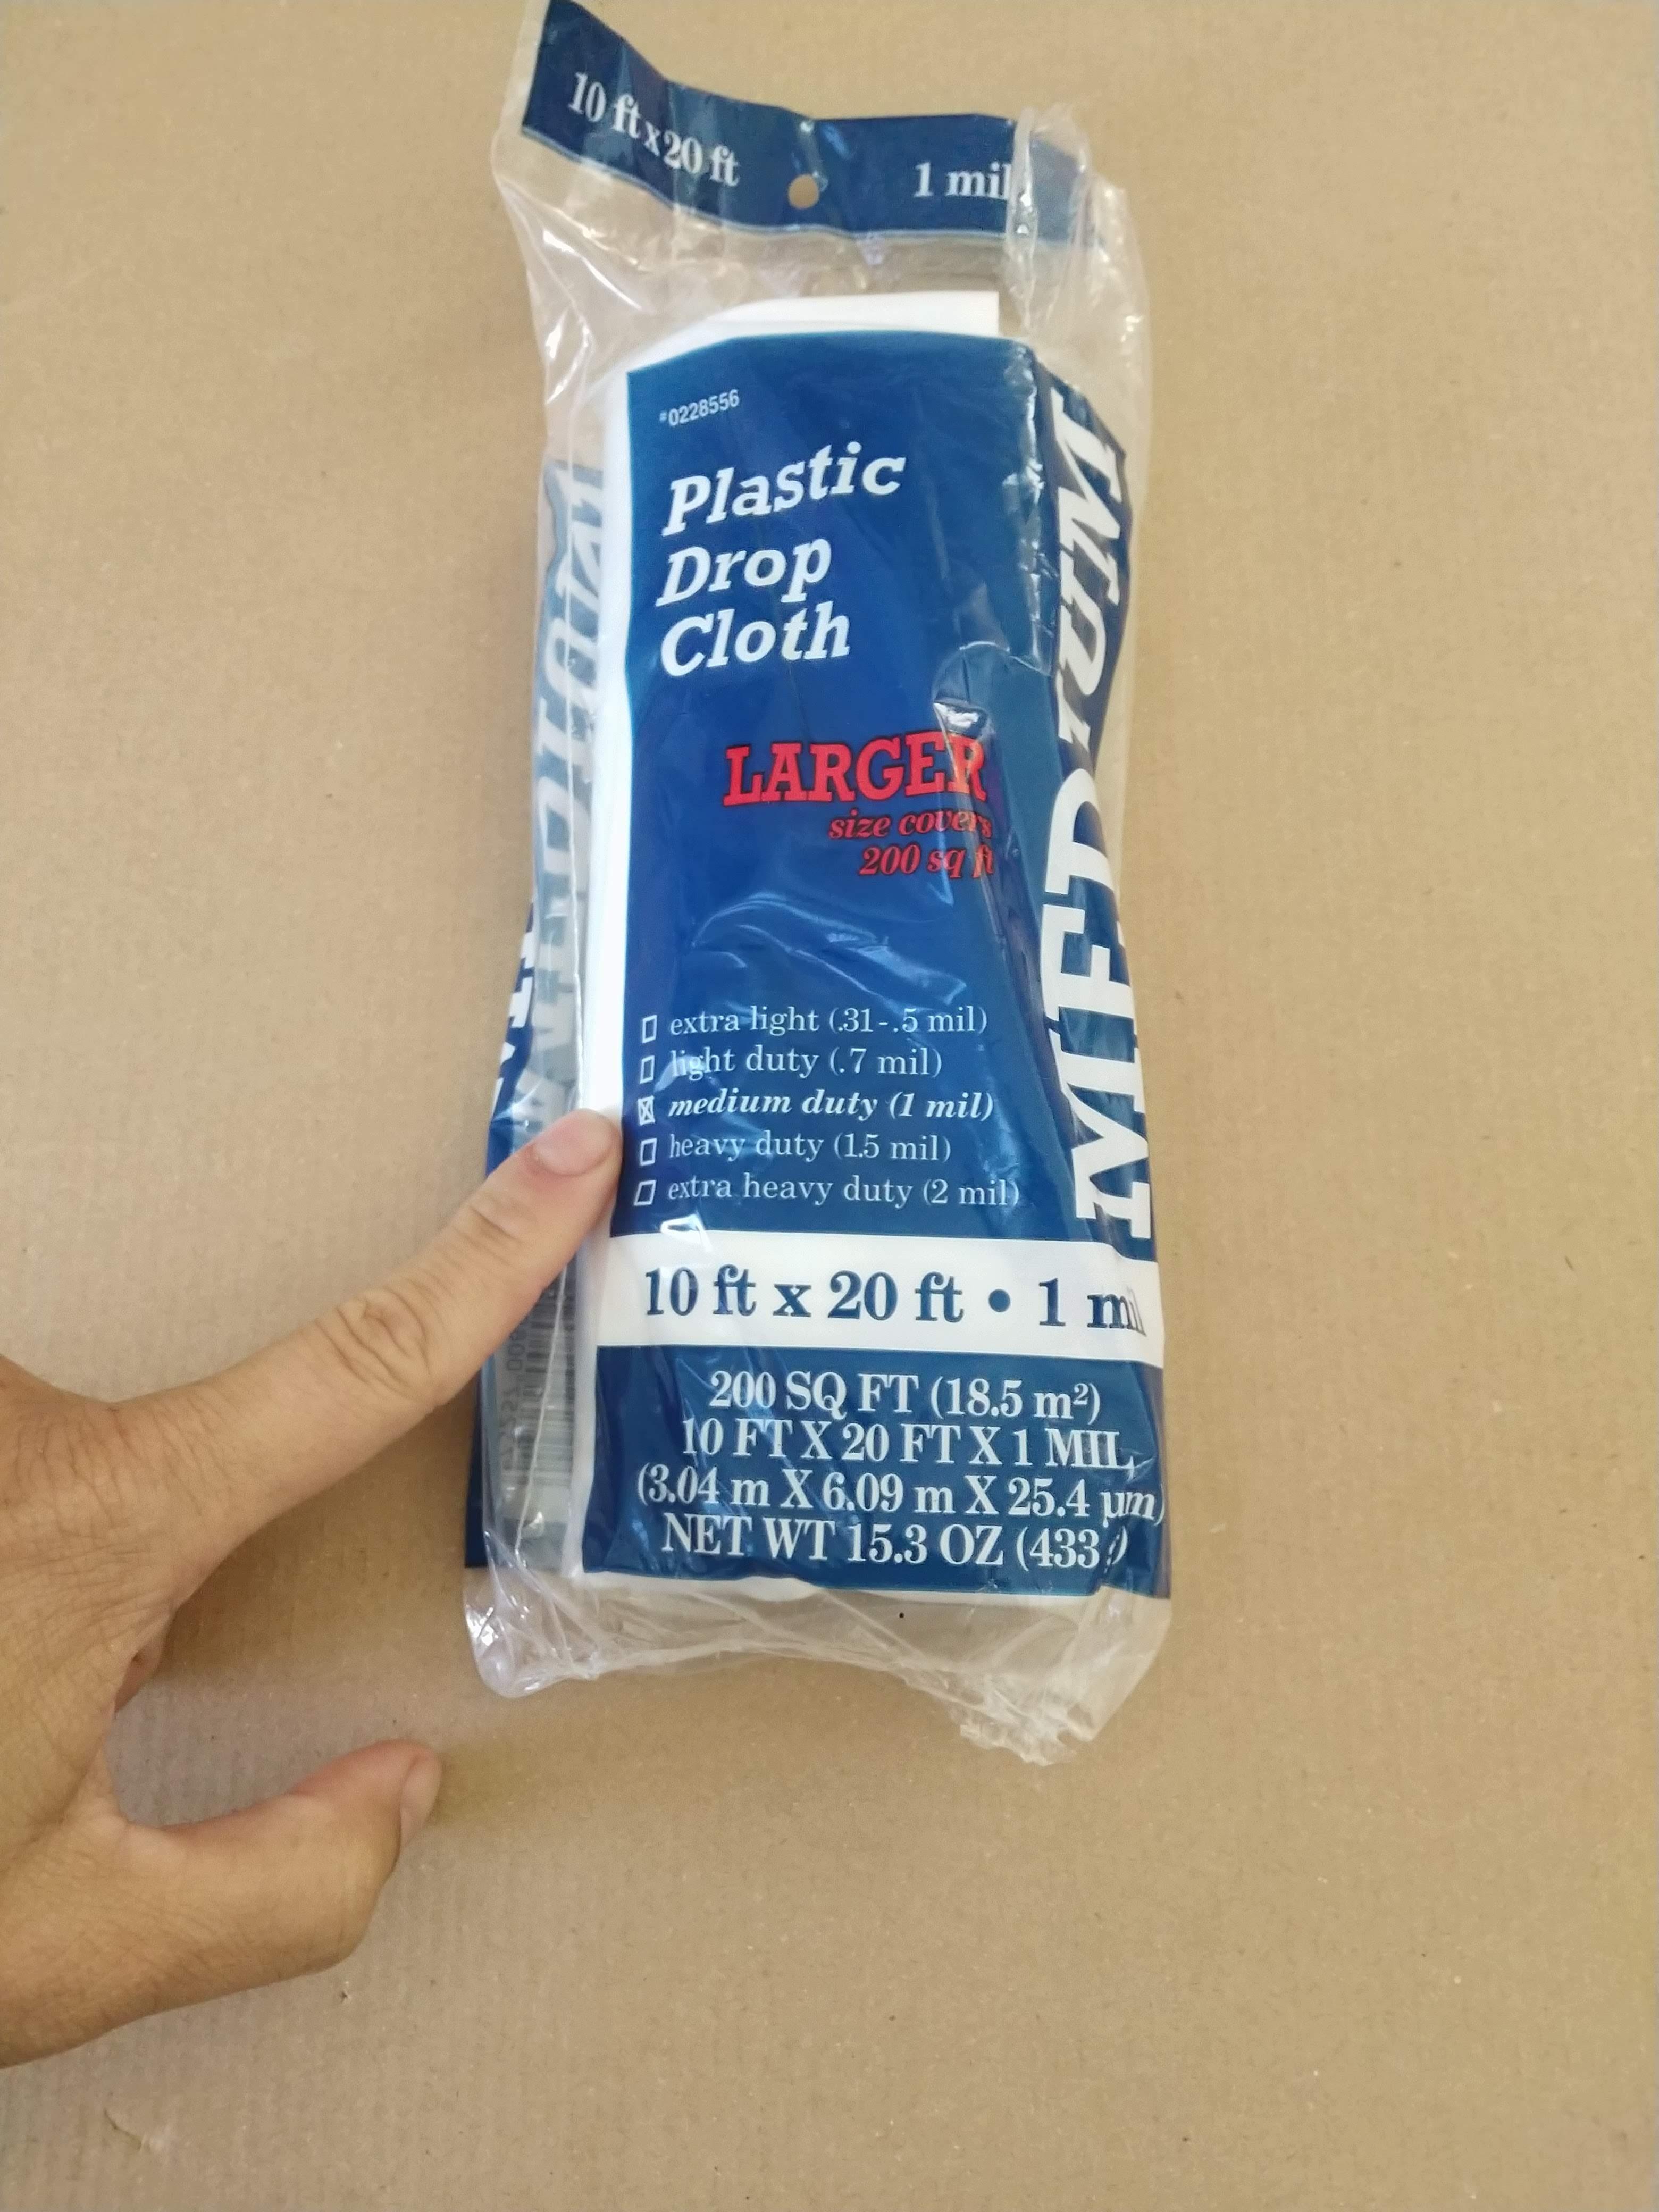 10 ft x 20 ft
1 mil
#0228556
Plastic
Drop
Cloth
LARGER
size covers
200 sq ft
extra light (.31-.5 mil)
light duty (.7 mil)
medium duty (1 mil)
heavy duty (1.5 mil)
extra heavy duty (2 mil)
MEDIUM
10 ft x 20 ft • 1 mil
200 SQ FT (18.5 m²)
10 FT X 20 FT X 1 MIL
(3.04 m X 6.09 m X 25.4 µm)
NET WT 15.3 OZ (433 g)